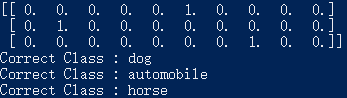 [[ 0. 0. 0. 0. 0. 1. 0. 0. 0. 0.]
[ 0. 1. 0. 0. 0. 0. 0. 0. 0. 0.]
[ 0. 0. 0. 0. 0. 0. 0. 1. 0. 0.]]
Correct Class : dog
Correct Class : automobile
Correct Class : horse